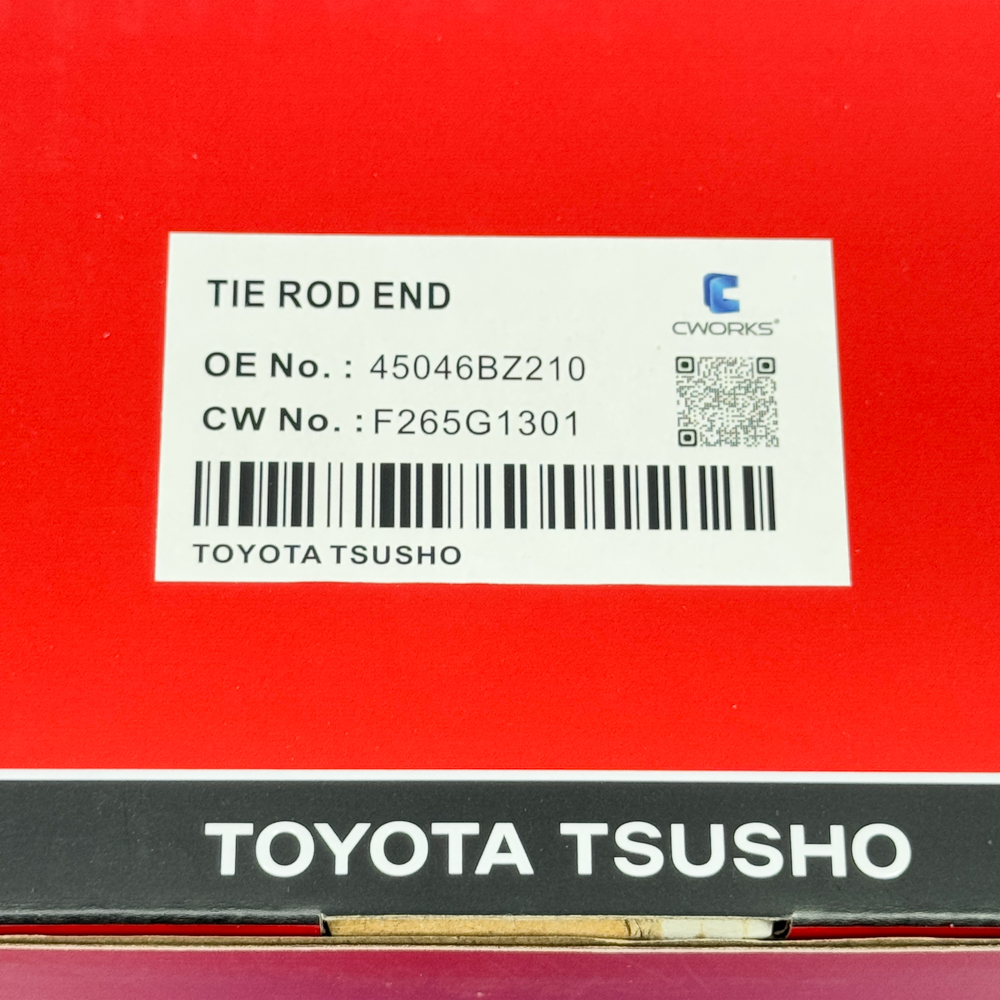 TIE ROD END
CWORKS®
OE No. : 45046BZ210
CW No. : F265G1301
TOYOTA TSUSHO
TOYOTA TSUSHO